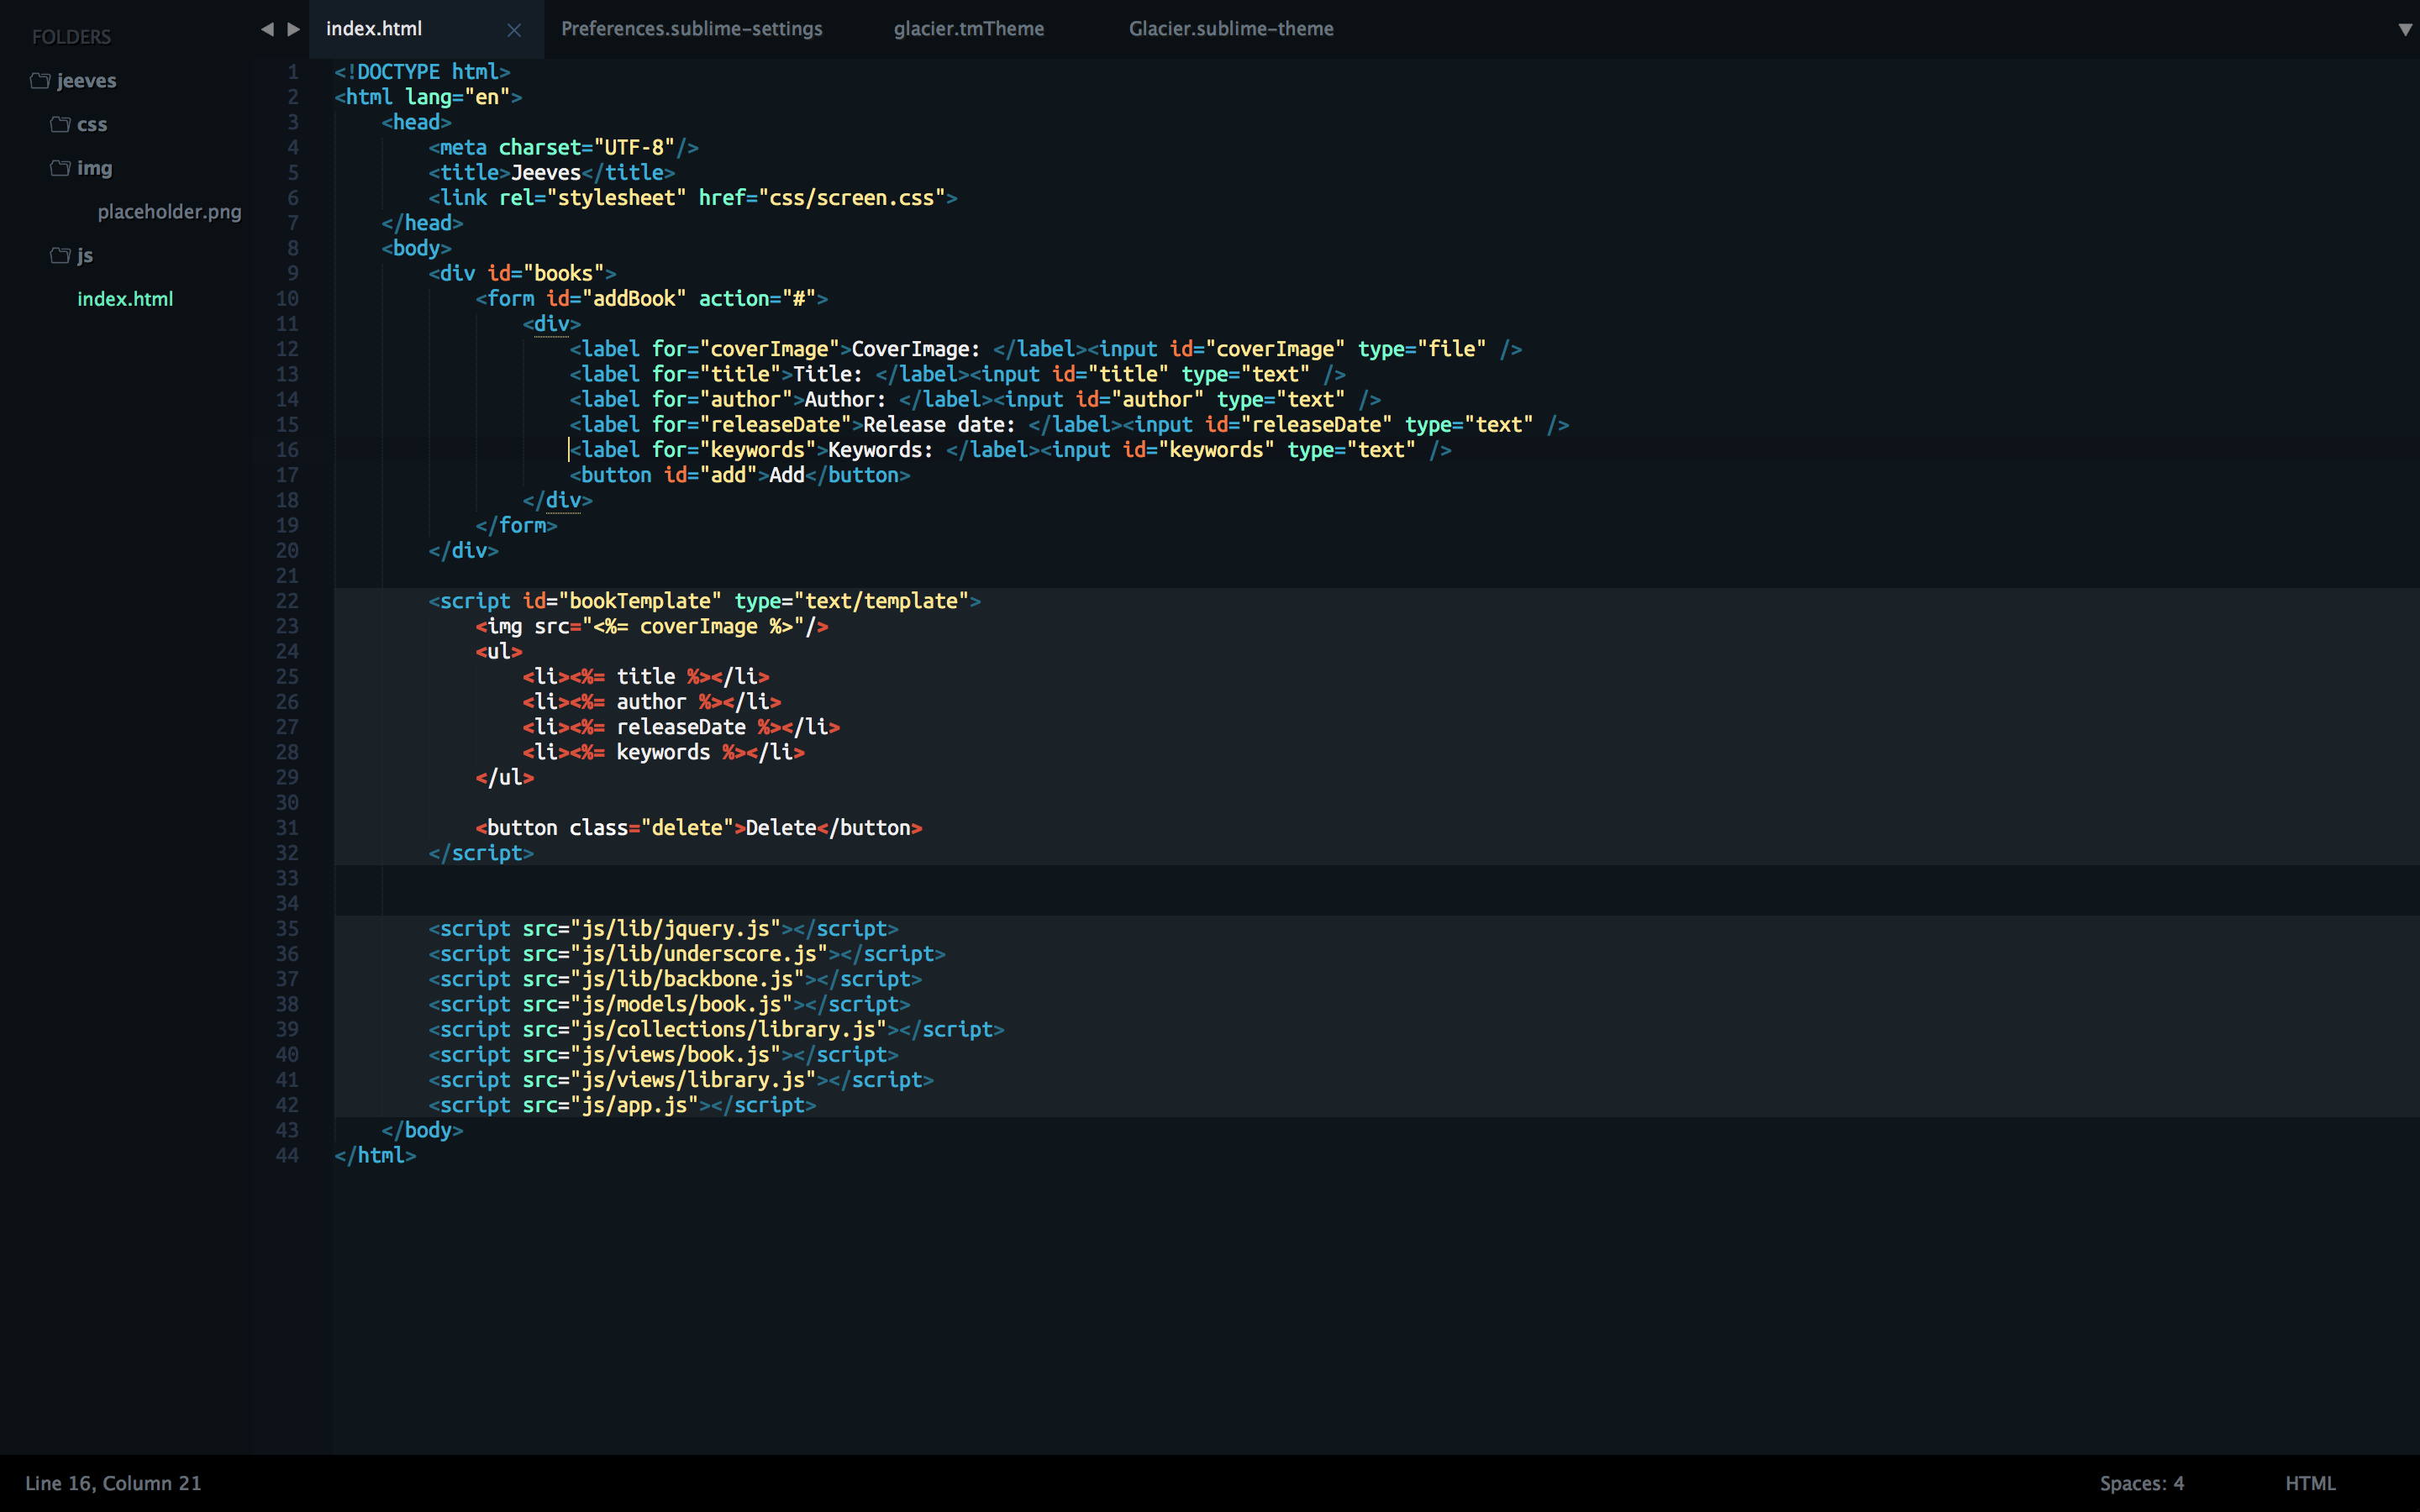 FOLDERS
jeeves
css
img
placeholder.png
js
index.html
index.html Preferences.sublime-settings glacier.tmTheme Glacier.sublime-theme
1 <!DOCTYPE html>
2 <html lang="en">
3     <head>
4         <meta charset="UTF-8"/>
5         <title>Jeeves</title>
6         <link rel="stylesheet" href="css/screen.css">
7     </head>
8     <body>
9         <div id="books">
10             <form id="addBook" action="#">
11                 <div>
12                     <label for="coverImage">CoverImage: </label><input id="coverImage" type="file" />
13                     <label for="title">Title: </label><input id="title" type="text" />
14                     <label for="author">Author: </label><input id="author" type="text" />
15                     <label for="releaseDate">Release date: </label><input id="releaseDate" type="text" />
16                     <label for="keywords">Keywords: </label><input id="keywords" type="text" />
17                     <button id="add">Add</button>
18                 </div>
19             </form>
20         </div>
21
22         <script id="bookTemplate" type="text/template">
23             <img src="<%= coverImage %>"/>
24             <ul>
25                 <li><%= title %></li>
26                 <li><%= author %></li>
27                 <li><%= releaseDate %></li>
28                 <li><%= keywords %></li>
29             </ul>
30
31             <button class="delete">Delete</button>
32         </script>
33
34
35         <script src="js/lib/jquery.js"></script>
36         <script src="js/lib/underscore.js"></script>
37         <script src="js/lib/backbone.js"></script>
38         <script src="js/models/book.js"></script>
39         <script src="js/collections/library.js"></script>
40         <script src="js/views/book.js"></script>
41         <script src="js/views/library.js"></script>
42         <script src="js/app.js"></script>
43     </body>
44 </html>
Line 16, Column 21 Spaces: 4 HTML